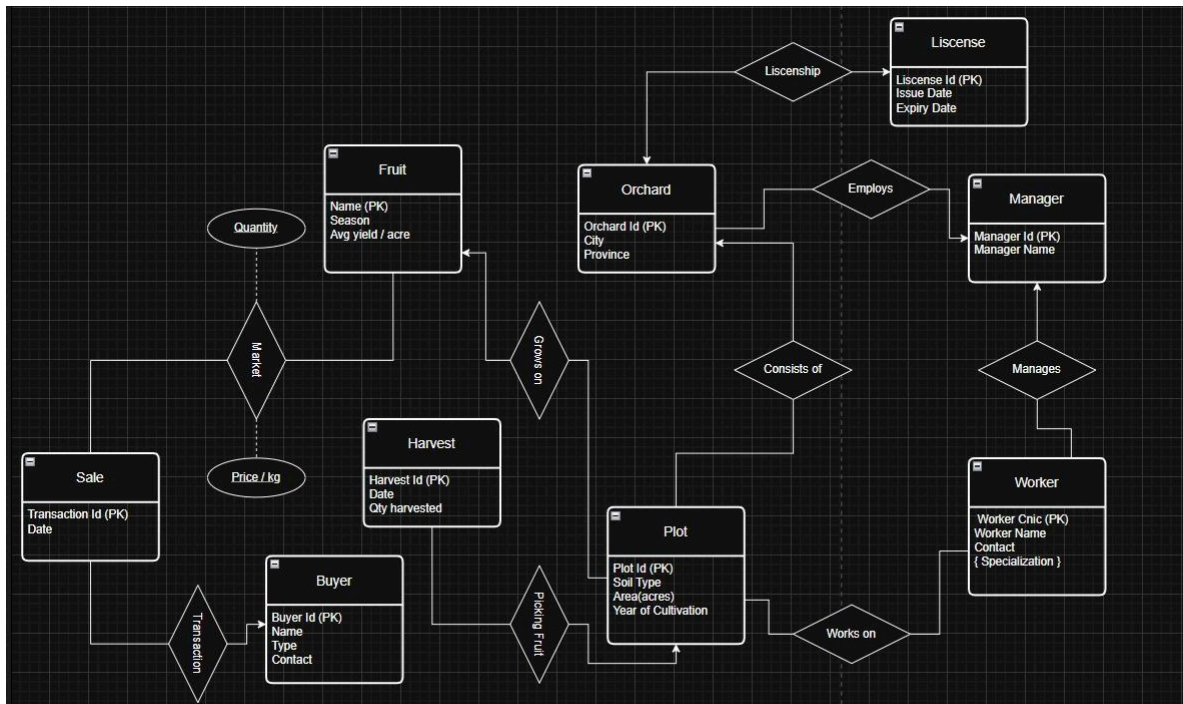 Liscense
Liscense Id (PK)
Issue Date
Expiry Date
Liscenship
Fruit
Name (PK)
Season
Avg yield / acre
Orchard
Orchard Id (PK)
City
Province
Employs
Manager
Manager Id (PK)
Manager Name
Quantity
Market
Price / kg
Grows on
Consists of
Manages
Sale
Transaction Id (PK)
Date
Harvest
Harvest Id (PK)
Date
Qty harvested
Plot
Plot Id (PK)
Soil Type
Area(acres)
Year of Cultivation
Worker
Worker Cnic (PK)
Worker Name
Contact
{ Specialization }
Transaction
Buyer
Buyer Id (PK)
Name
Type
Contact
Picking Fruit
Works on